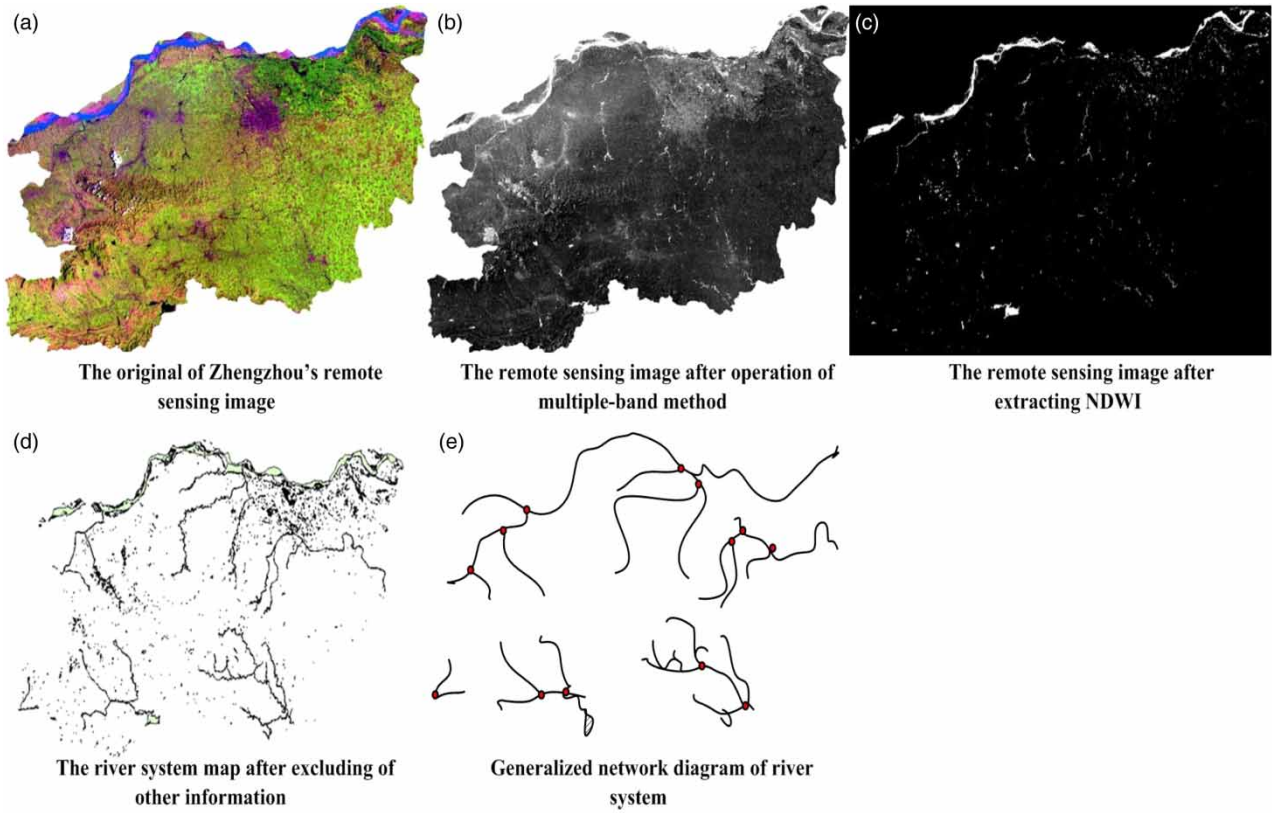 (a)
(b)
(c)
The original of Zhengzhou’s remote
sensing image
The remote sensing image after operation of
multiple-band method
The remote sensing image after
extracting NDWI
(d)
(e)
The river system map after excluding of
other information
Generalized network diagram of river
system